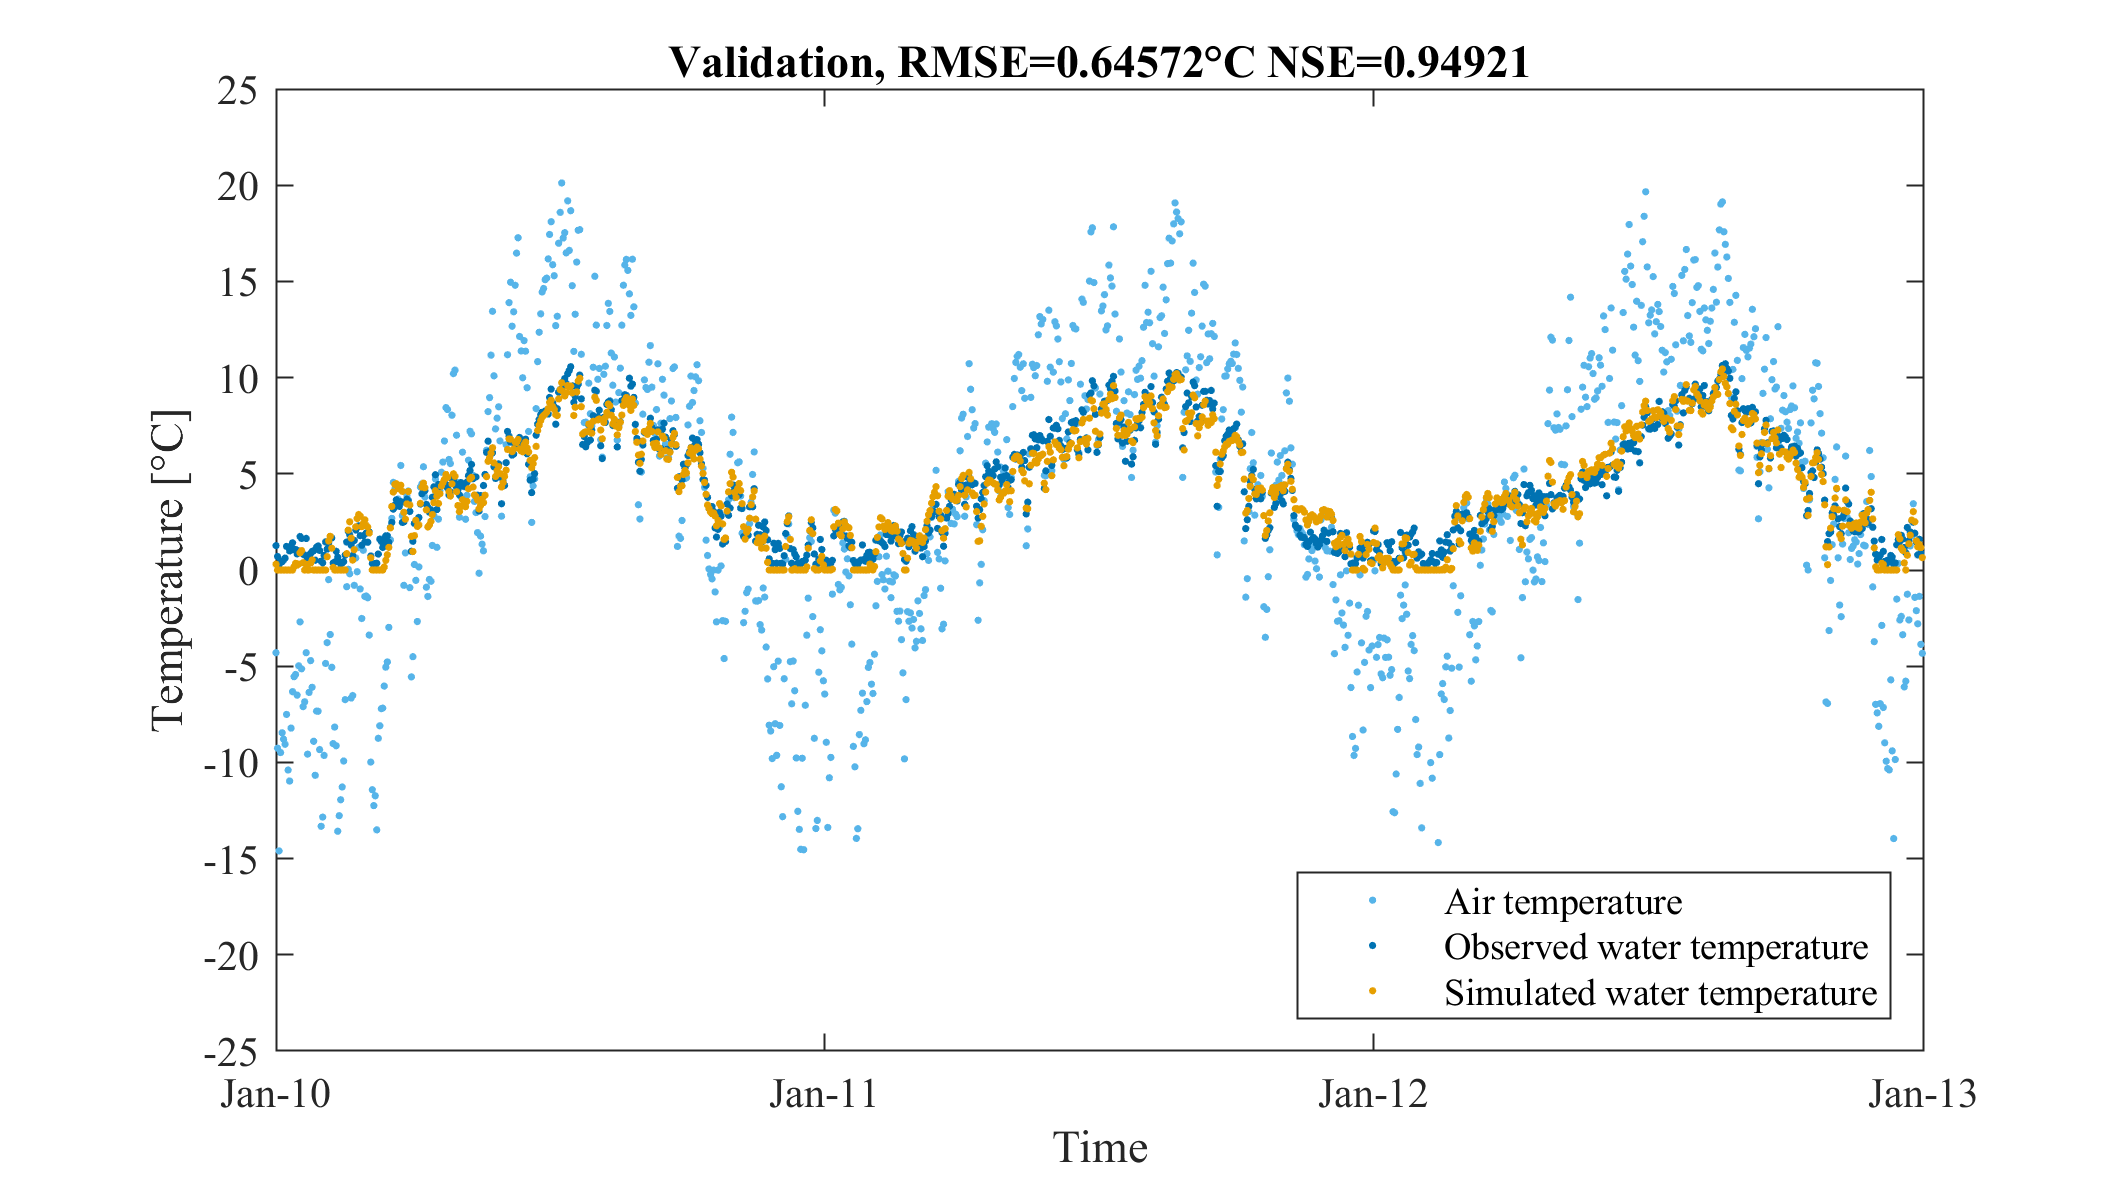 Validation, RMSE=0.64572°C NSE=0.94921
25
20
15
10
5
0
-5
-10
-15
-20
-25
Temperature [°C]
Air temperature
Observed water temperature
Simulated water temperature
Jan-10 Jan-11 Jan-12 Jan-13
Time